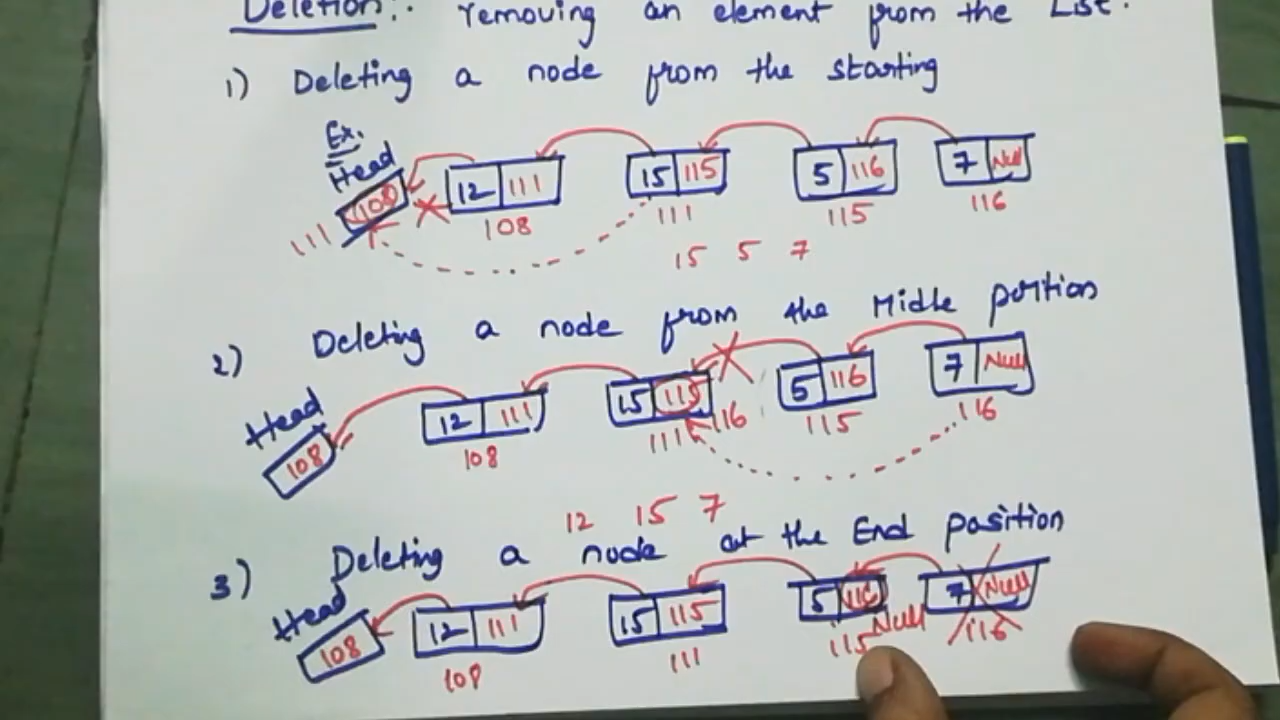 Deletion:- removing an element from the List.
1) Deleting a node from the starting
Ex.
Head
108 12 111 15 115 5 116 7 Null
111 108 111 115 116
15 5 7
2) Deleting a node from the Midle portion
Head
108 12 111 15 115 5 116 7 Null
108 111 116 115 116
12 15 7
3) Deleting a node at the End position
Head
108 12 111 15 115 5 116 7 Null
108 111 115 Null 116